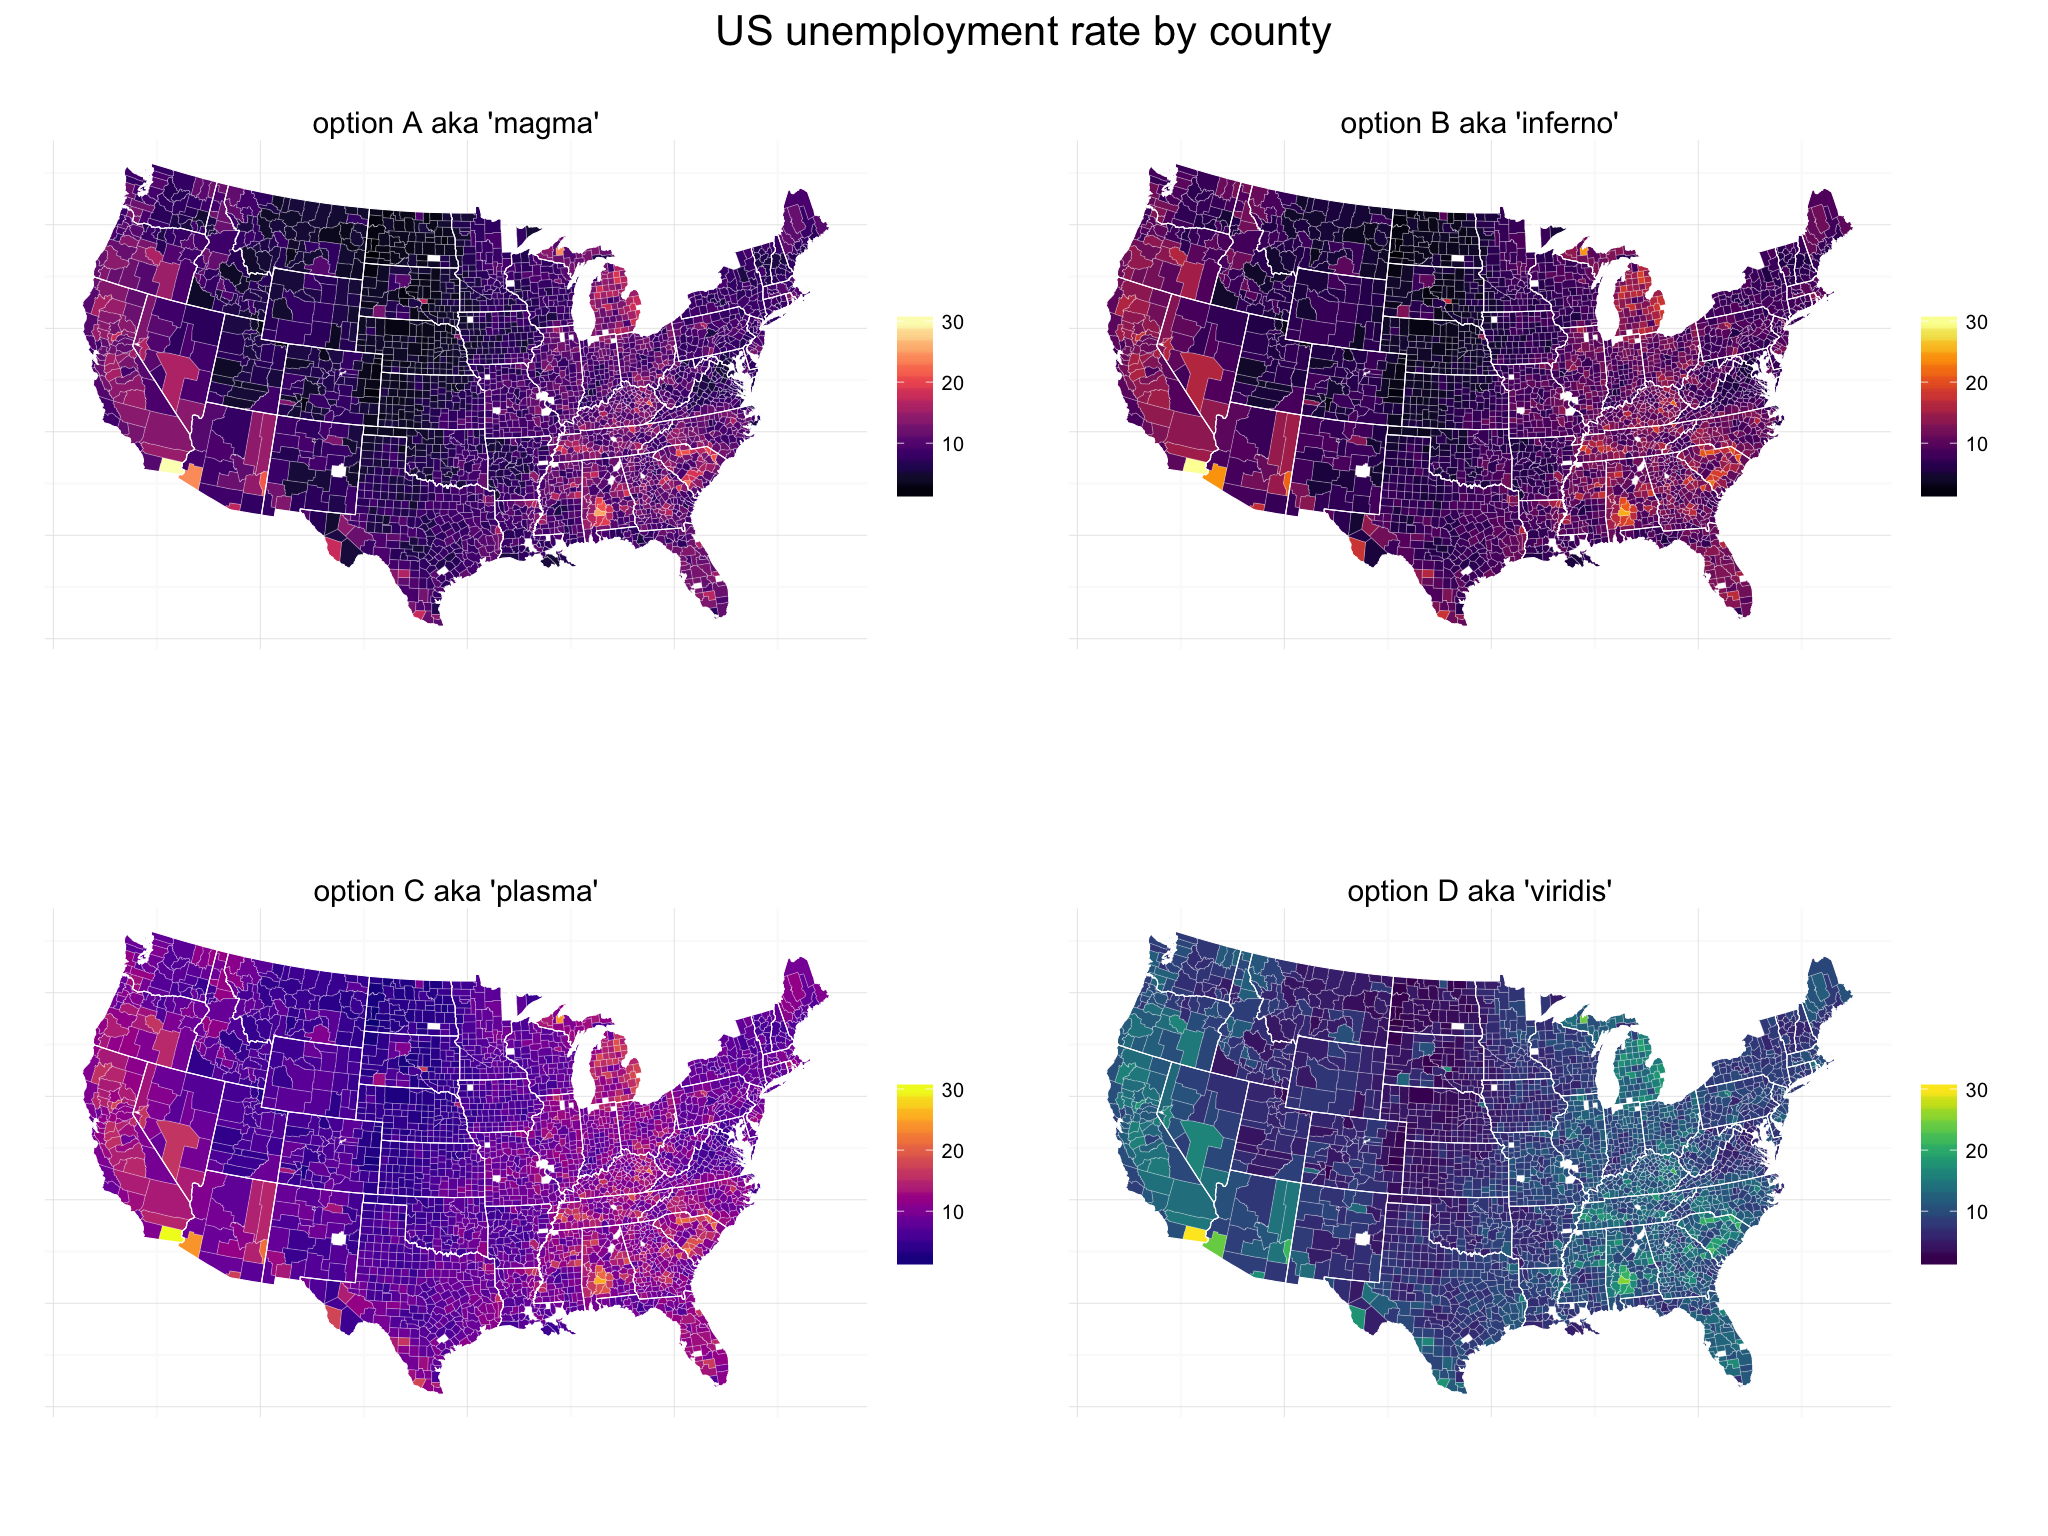 US unemployment rate by county
option A aka 'magma'
30
20
10
option B aka 'inferno'
30
20
10
option C aka 'plasma'
30
20
10
option D aka 'viridis'
30
20
10